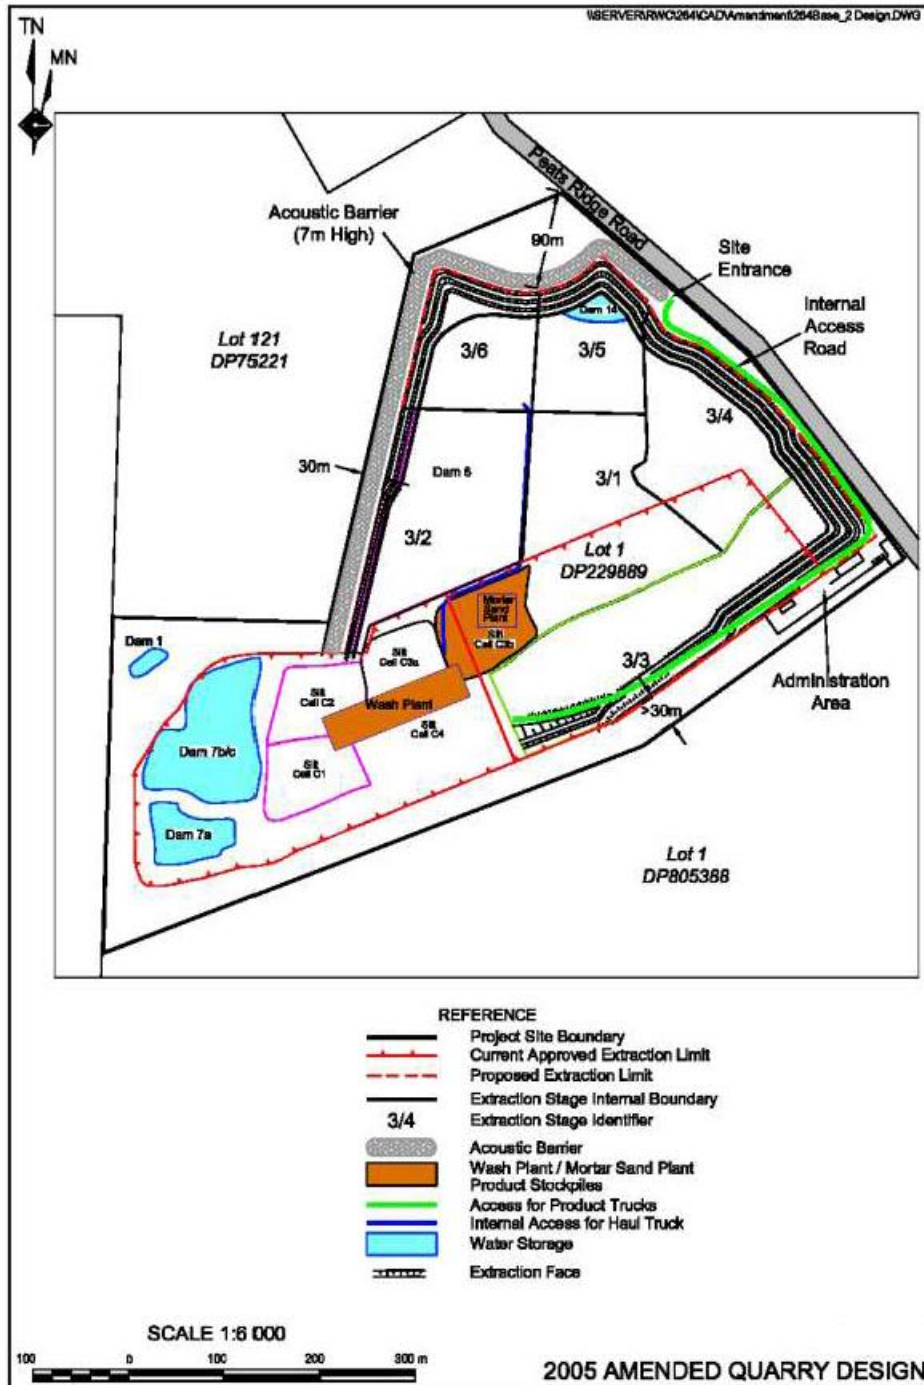 \\SERVER\RWC\264\CAD\Amendment\264Base_2 Design.DWG
TN
MN
Peats Ridge Road
Acoustic Barrier
(7m High)
90m
Site
Entrance
Internal
Access
Road
Dam 14
Lot 121
DP75221
3/6
3/5
3/4
30m
Dam 6
3/1
3/2
Lot 1
DP229889
Mortar
Sand
Plant
Silt
Cell C3b
Dam 1
Silt
Cell C3a
3/3
Administration
Area
Silt
Cell C2
Wash Plant
>30m
Silt
Cell C4
Dam 7b/c
Silt
Cell C1
Dam 7a
Lot 1
DP805388
REFERENCE
Project Site Boundary
Current Approved Extraction Limit
Proposed Extraction Limit
Extraction Stage Internal Boundary
3/4 Extraction Stage Identifier
Acoustic Barrier
Wash Plant / Mortar Sand Plant
Product Stockpiles
Access for Product Trucks
Internal Access for Haul Truck
Water Storage
Extraction Face
SCALE 1:6 000
100 0 100 200 300 m
2005 AMENDED QUARRY DESIGN